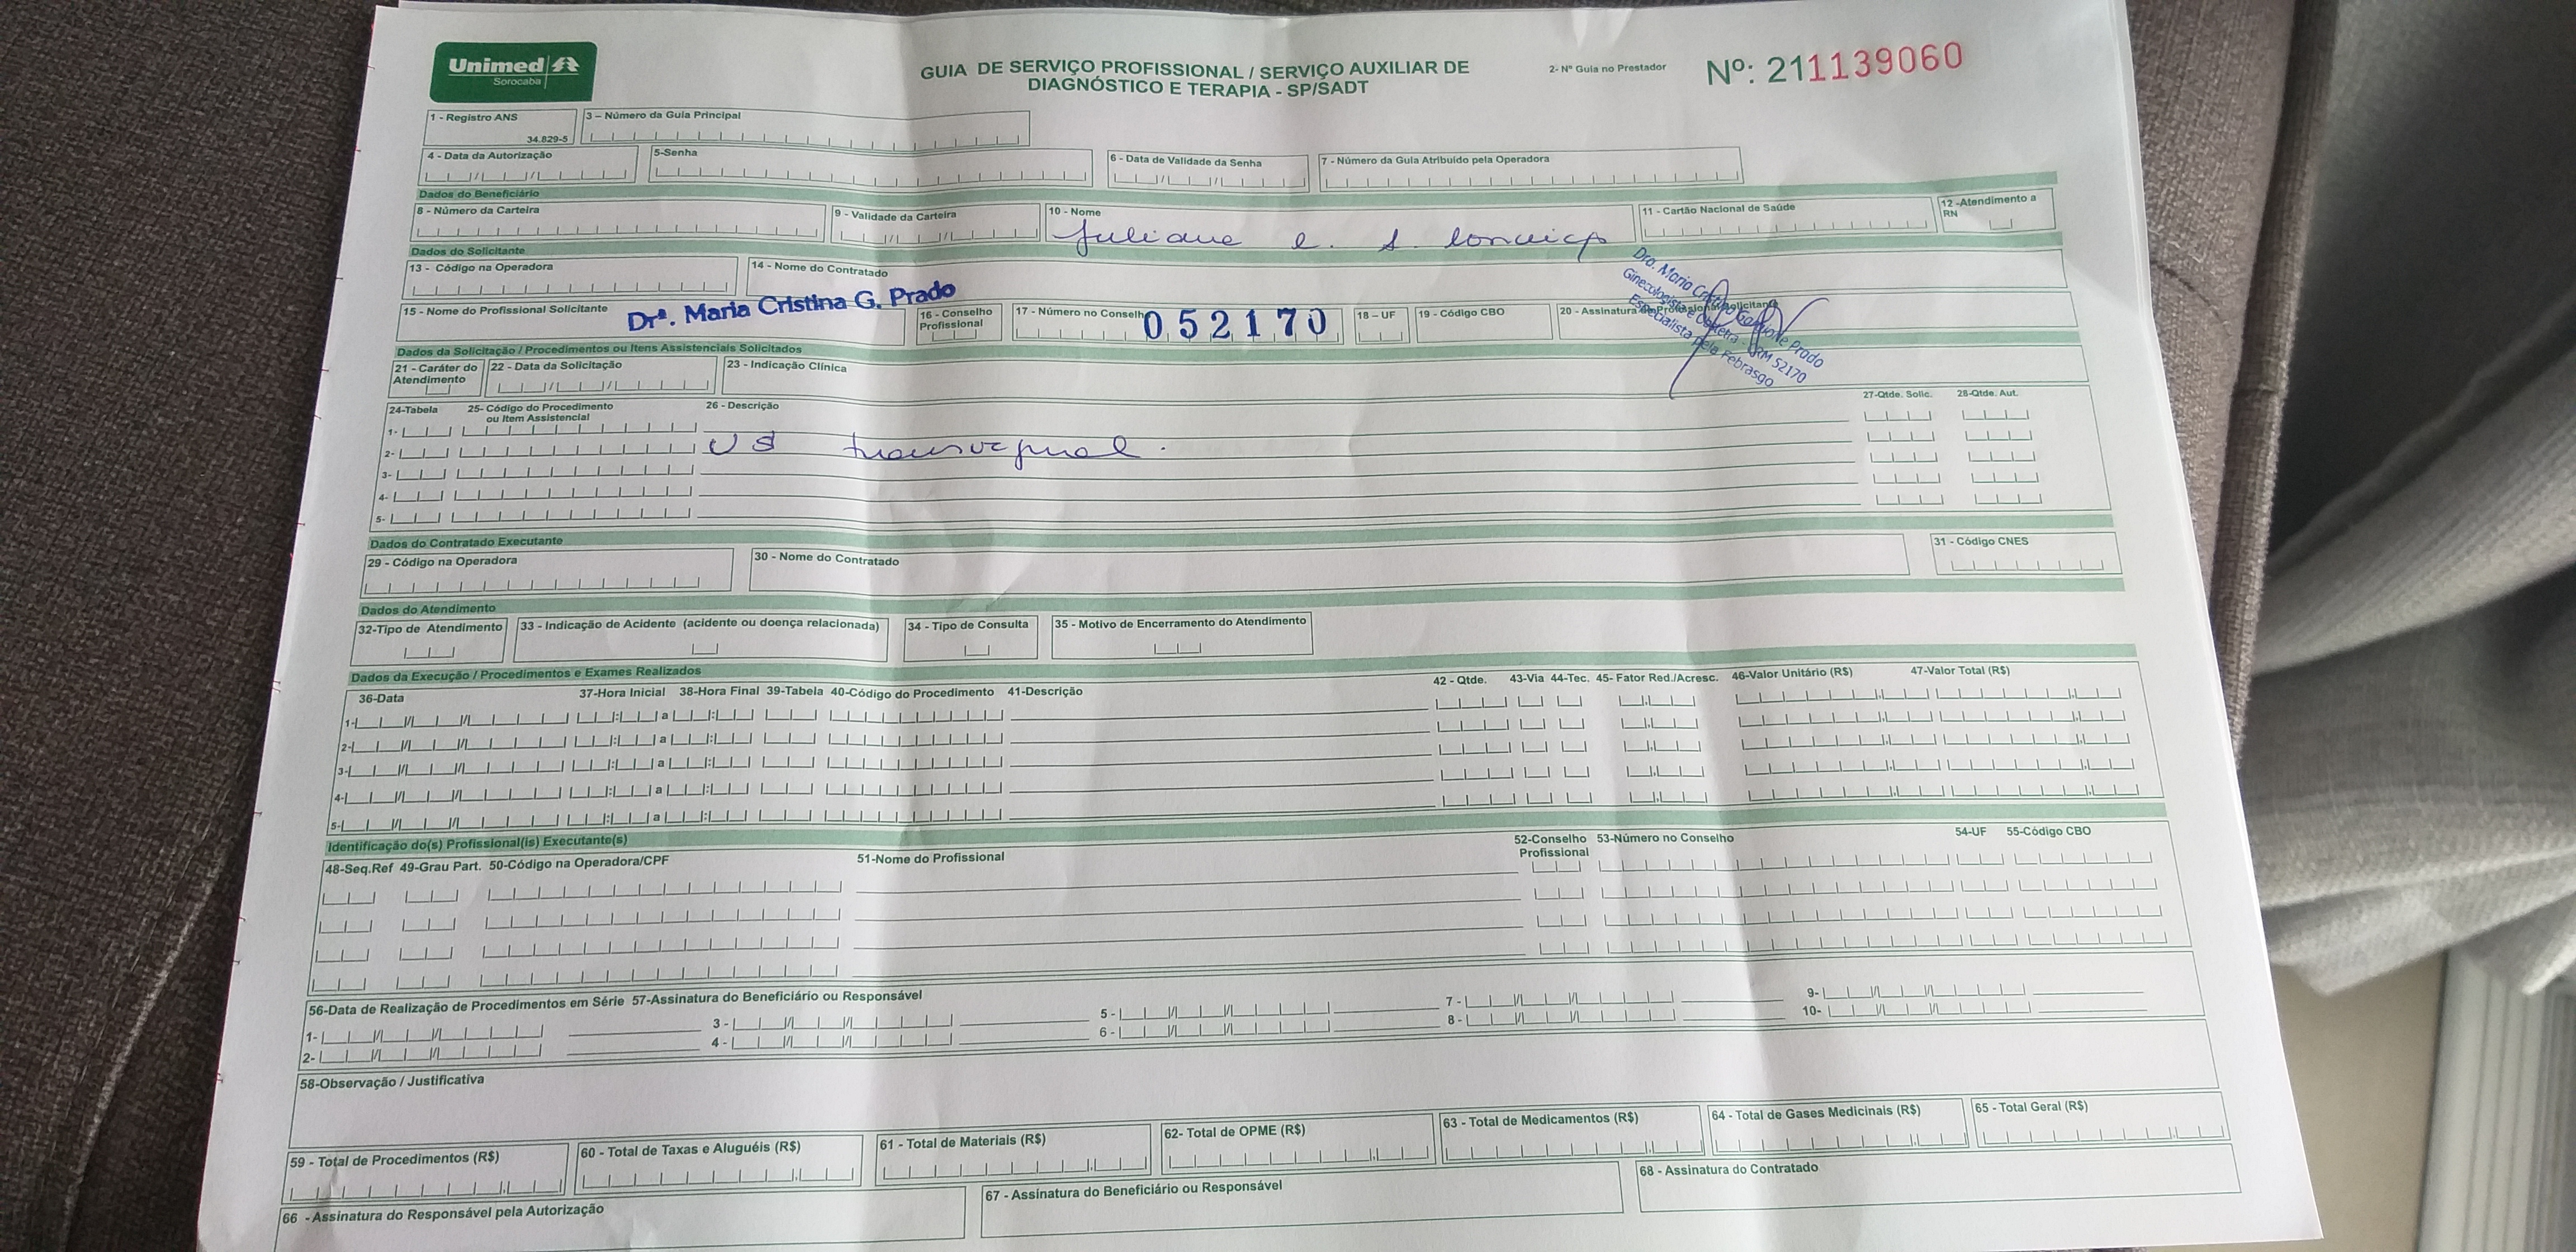 Unimed
Sorocaba
GUIA DE SERVIÇO PROFISSIONAL / SERVIÇO AUXILIAR DE
DIAGNÓSTICO E TERAPIA - SP/SADT
2- Nº Guia no Prestador
Nº: 211139060
1 - Registro ANS
34.829-5
3 – Número da Guia Principal
4 - Data da Autorização
5-Senha
6 - Data de Validade da Senha
7 - Número da Guia Atribuído pela Operadora
Dados do Beneficiário
8 - Número da Carteira
9 - Validade da Carteira
10 - Nome
Juliane C. S. Conceiça
11 - Cartão Nacional de Saúde
12 -Atendimento a
RN
Dados do Solicitante
13 - Código na Operadora
14 - Nome do Contratado
15 - Nome do Profissional Solicitante
Drª. Maria Cristina G. Prado
16 - Conselho
Profissional
17 - Número no Conselho
052170
18 – UF
19 - Código CBO
20 - Assinatura do Profissional Solicitante
Dra. Maria Cristina Prado
Ginecologista e Obstetra - CRM 52170
Especialista pela Febrasgo
Dados da Solicitação / Procedimentos ou Itens Assistenciais Solicitados
21 - Caráter do
Atendimento
22 - Data da Solicitação
23 - Indicação Clínica
24-Tabela
25- Código do Procedimento
ou Item Assistencial
26 - Descrição
27-Qtde. Solic.
28-Qtde. Aut.
1-
2-
US transvaginal.
3-
4-
5-
Dados do Contratado Executante
29 - Código na Operadora
30 - Nome do Contratado
31 - Código CNES
Dados do Atendimento
32-Tipo de Atendimento
33 - Indicação de Acidente (acidente ou doença relacionada)
34 - Tipo de Consulta
35 - Motivo de Encerramento do Atendimento
Dados da Execução / Procedimentos e Exames Realizados
36-Data 37-Hora Inicial 38-Hora Final 39-Tabela 40-Código do Procedimento 41-Descrição 42 - Qtde. 43-Via 44-Tec. 45- Fator Red./Acresc. 46-Valor Unitário (R$) 47-Valor Total (R$)
1- a
2- a
3- a
4- a
5- a
Identificação do(s) Profissional(is) Executante(s)
48-Seq.Ref 49-Grau Part. 50-Código na Operadora/CPF 51-Nome do Profissional
52-Conselho
Profissional
53-Número no Conselho
54-UF 55-Código CBO
56-Data de Realização de Procedimentos em Série 57-Assinatura do Beneficiário ou Responsável
1- 3 - 5 - 7 - 9-
2- 4 - 6 - 8 - 10-
58-Observação / Justificativa
59 - Total de Procedimentos (R$)
60 - Total de Taxas e Aluguéis (R$)
61 - Total de Materiais (R$)
62- Total de OPME (R$)
63 - Total de Medicamentos (R$)
64 - Total de Gases Medicinais (R$)
65 - Total Geral (R$)
66 - Assinatura do Responsável pela Autorização
67 - Assinatura do Beneficiário ou Responsável
68 - Assinatura do Contratado